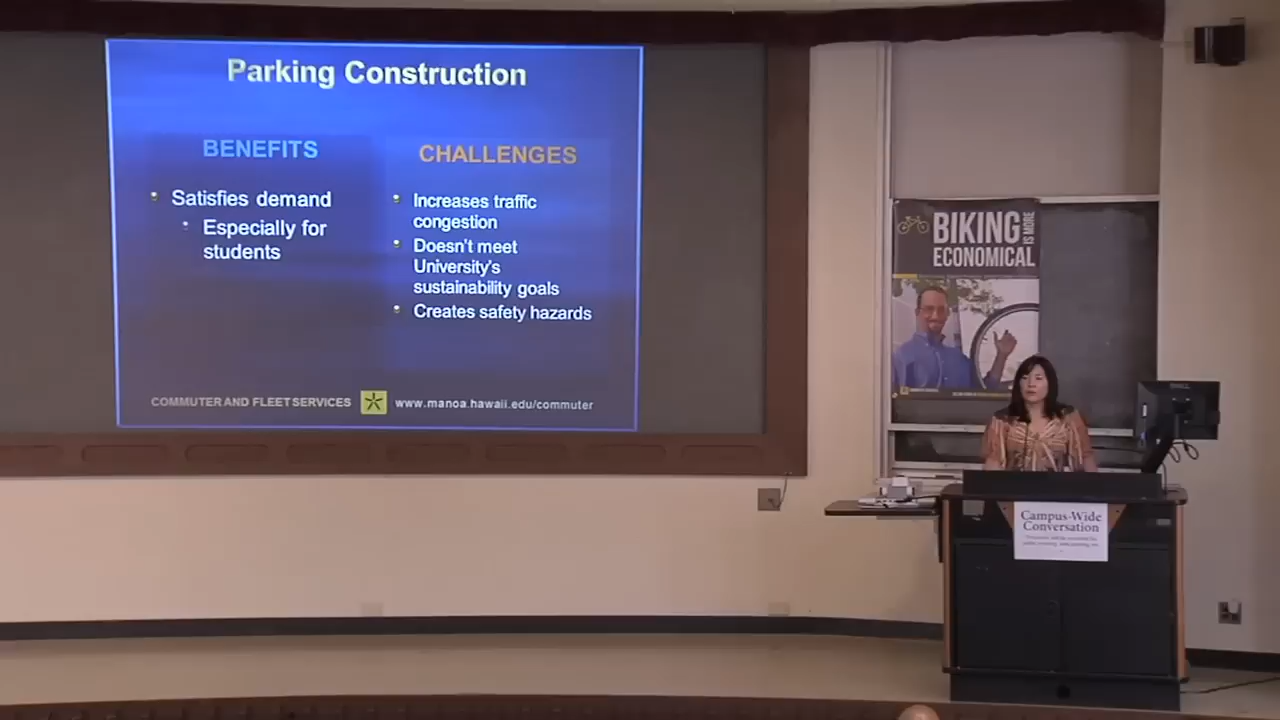 Parking Construction
BENEFITS
Satisfies demand
Especially for
students
CHALLENGES
Increases traffic
congestion
Doesn't meet
University's
sustainability goals
Creates safety hazards
COMMUTER AND FLEET SERVICES
www.manoa.hawaii.edu/commuter
BIKING IS MORE
ECONOMICAL
DELL
Campus-Wide
Conversation